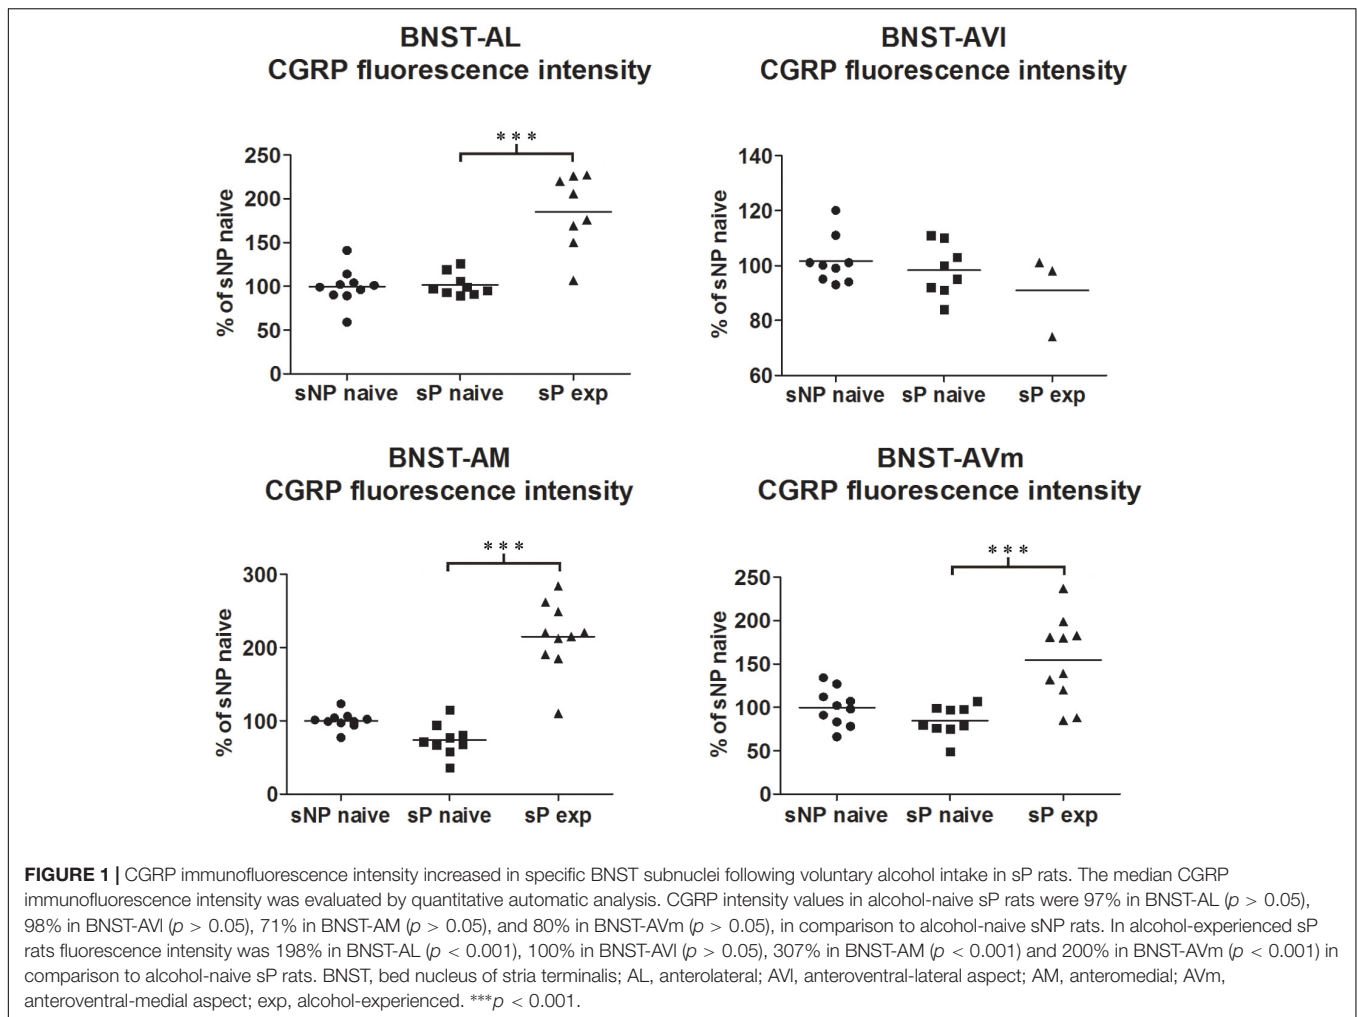 BNST-AL
CGRP fluorescence intensity
***
% of sNP naive
250
200
150
100
50
0
sNP naive sP naive sP exp
BNST-AVl
CGRP fluorescence intensity
% of sNP naive
140
120
100
80
60
sNP naive sP naive sP exp
BNST-AM
CGRP fluorescence intensity
***
% of sNP naive
300
200
100
0
sNP naive sP naive sP exp
BNST-AVm
CGRP fluorescence intensity
***
% of sNP naive
250
200
150
100
50
0
sNP naive sP naive sP exp
FIGURE 1 | CGRP immunofluorescence intensity increased in specific BNST subnuclei following voluntary alcohol intake in sP rats. The median CGRP
immunofluorescence intensity was evaluated by quantitative automatic analysis. CGRP intensity values in alcohol-naive sP rats were 97% in BNST-AL (p > 0.05),
98% in BNST-AVl (p > 0.05), 71% in BNST-AM (p > 0.05), and 80% in BNST-AVm (p > 0.05), in comparison to alcohol-naive sNP rats. In alcohol-experienced sP
rats fluorescence intensity was 198% in BNST-AL (p < 0.001), 100% in BNST-AVl (p > 0.05), 307% in BNST-AM (p < 0.001) and 200% in BNST-AVm (p < 0.001) in
comparison to alcohol-naive sP rats. BNST, bed nucleus of stria terminalis; AL, anterolateral; AVl, anteroventral-lateral aspect; AM, anteromedial; AVm,
anteroventral-medial aspect; exp, alcohol-experienced. ***p < 0.001.